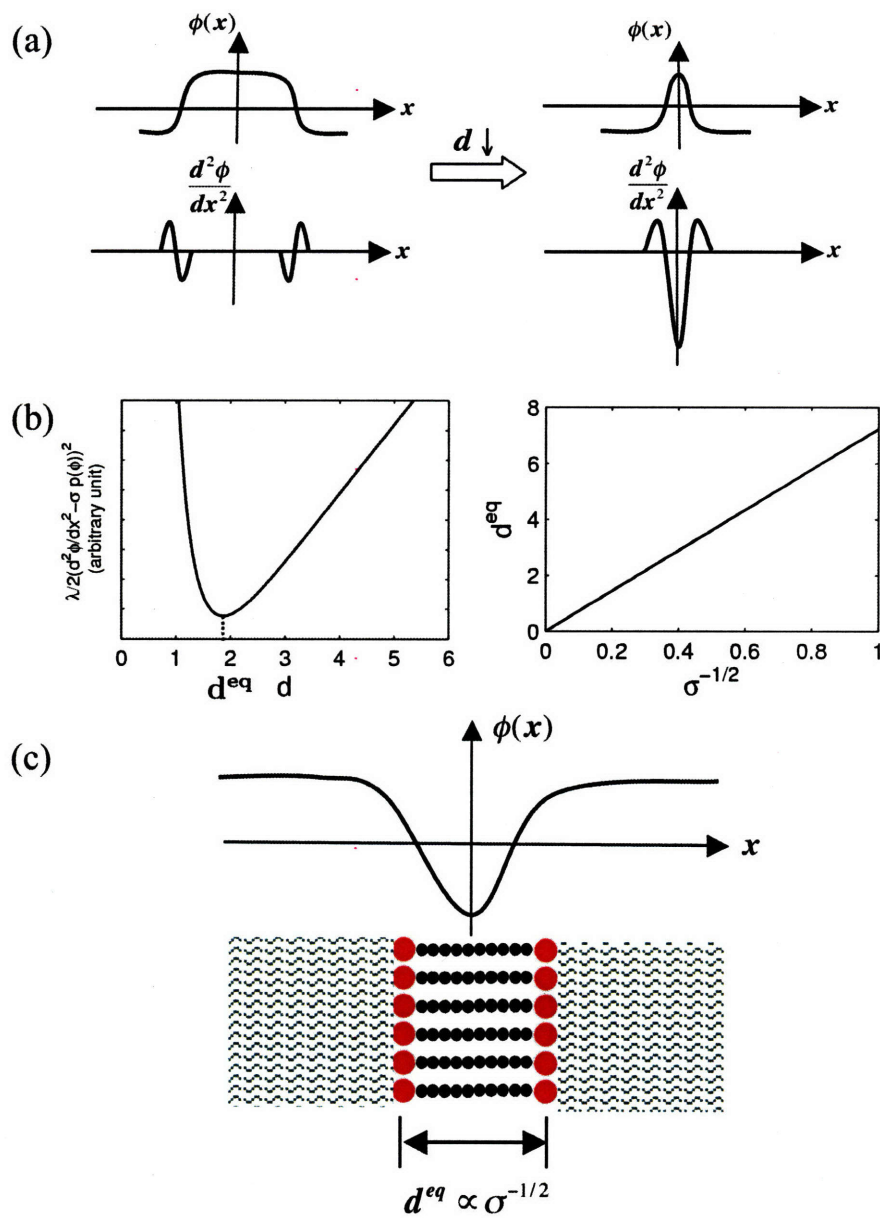 (a)
ϕ(x)
x
d²ϕ
dx²
x
d ↓
ϕ(x)
x
d²ϕ
dx²
x
(b)
λ/2(d²ϕ/dx²−σ p(ϕ))²
(arbitrary unit)
0 1 2 3 4 5 6
d^eq d
d^eq
8
6
4
2
0
0 0.2 0.4 0.6 0.8 1
σ^−1/2
(c)
ϕ(x)
x
d^eq ∝ σ^−1/2